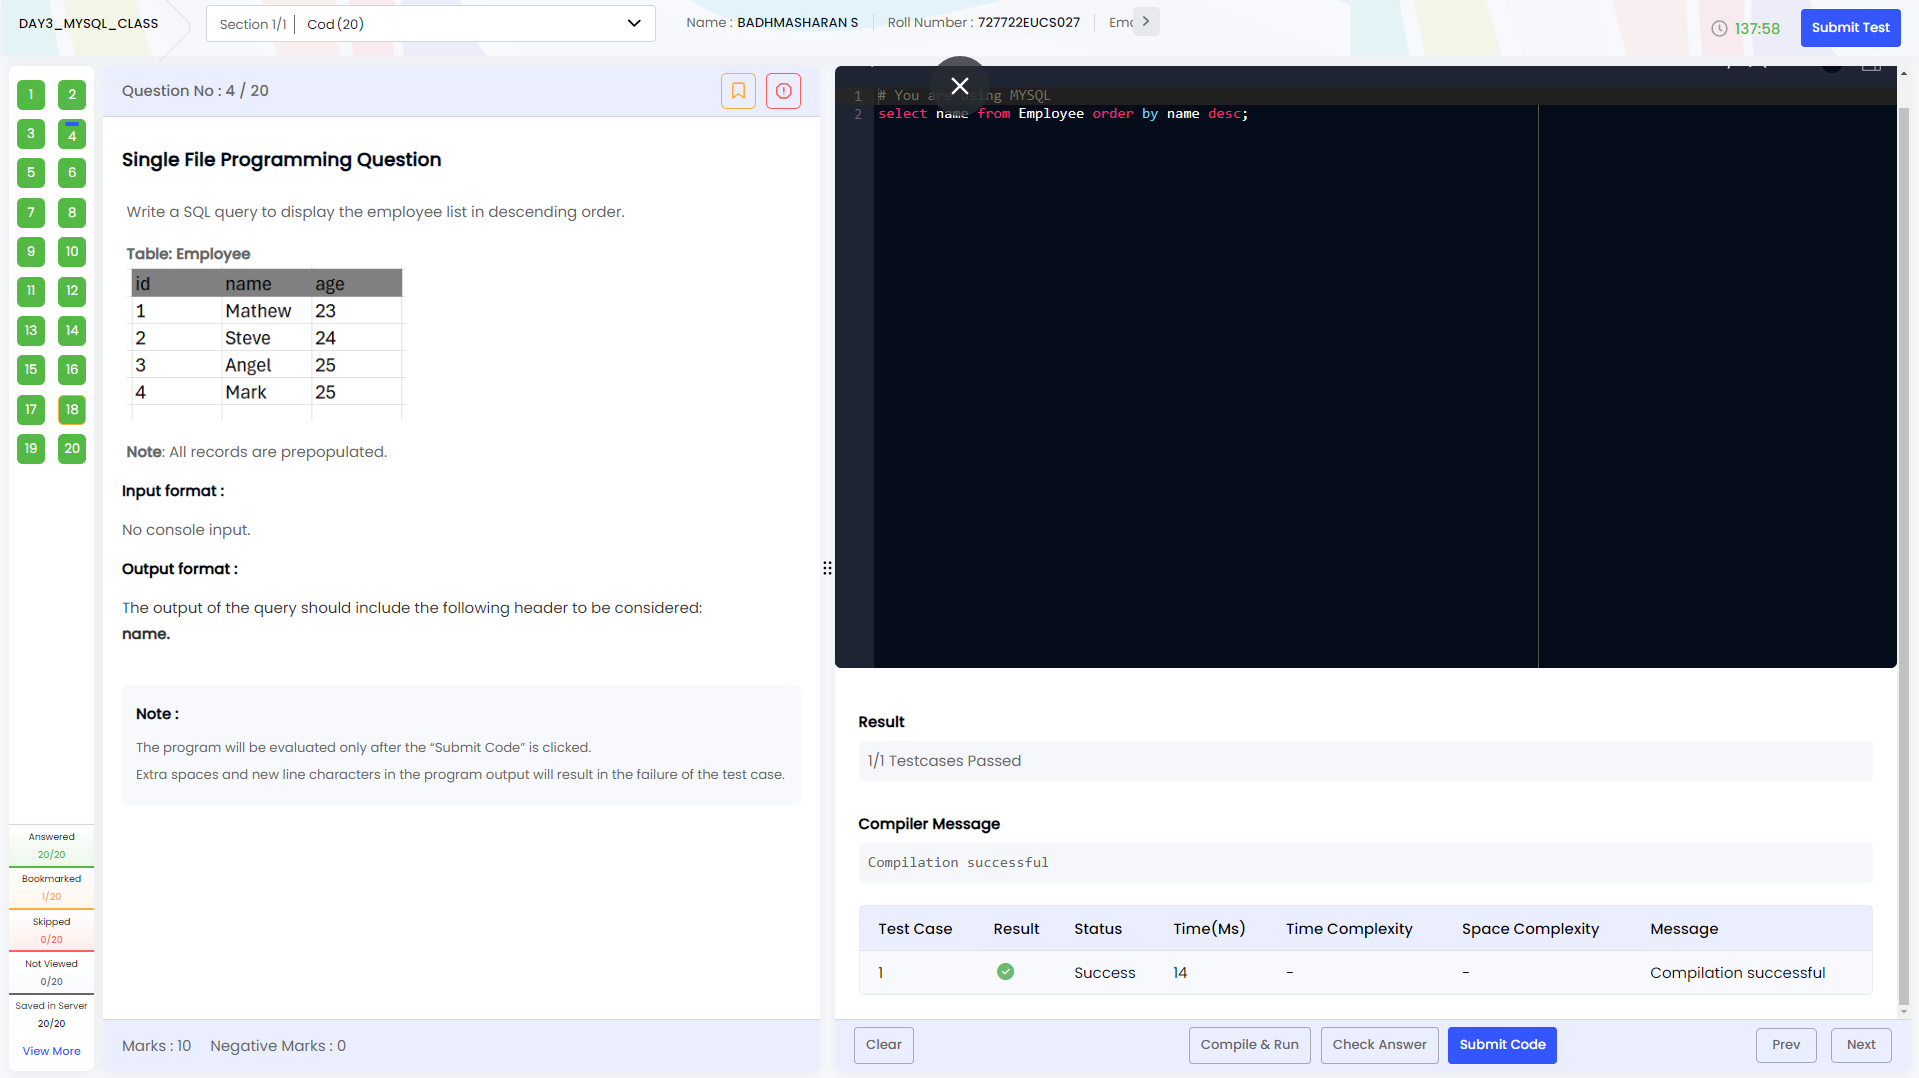 DAY3_MYSQL_CLASS
Section 1/1 | Cod (20)
Name : BADHMASHARAN S
Roll Number : 727722EUCS027
137:58
Submit Test
1 2
3 4
5 6
7 8
9 10
11 12
13 14
15 16
17 18
19 20
Answered
20/20
Bookmarked
1/20
Skipped
0/20
Not Viewed
0/20
Saved in Server
20/20
View More
Question No : 4 / 20
Single File Programming Question
Write a SQL query to display the employee list in descending order.
Table: Employee
id name age
1 Mathew 23
2 Steve 24
3 Angel 25
4 Mark 25
Note: All records are prepopulated.
Input format :
No console input.
Output format :
The output of the query should include the following header to be considered:
name.
Note :
The program will be evaluated only after the “Submit Code” is clicked.
Extra spaces and new line characters in the program output will result in the failure of the test case.
Marks : 10 Negative Marks : 0
1 # You are using MYSQL
2 select name from Employee order by name desc;
Result
1/1 Testcases Passed
Compiler Message
Compilation successful
Test Case Result Status Time(Ms) Time Complexity Space Complexity Message
1 Success 14 - - Compilation successful
Clear
Compile & Run
Check Answer
Submit Code
Prev
Next